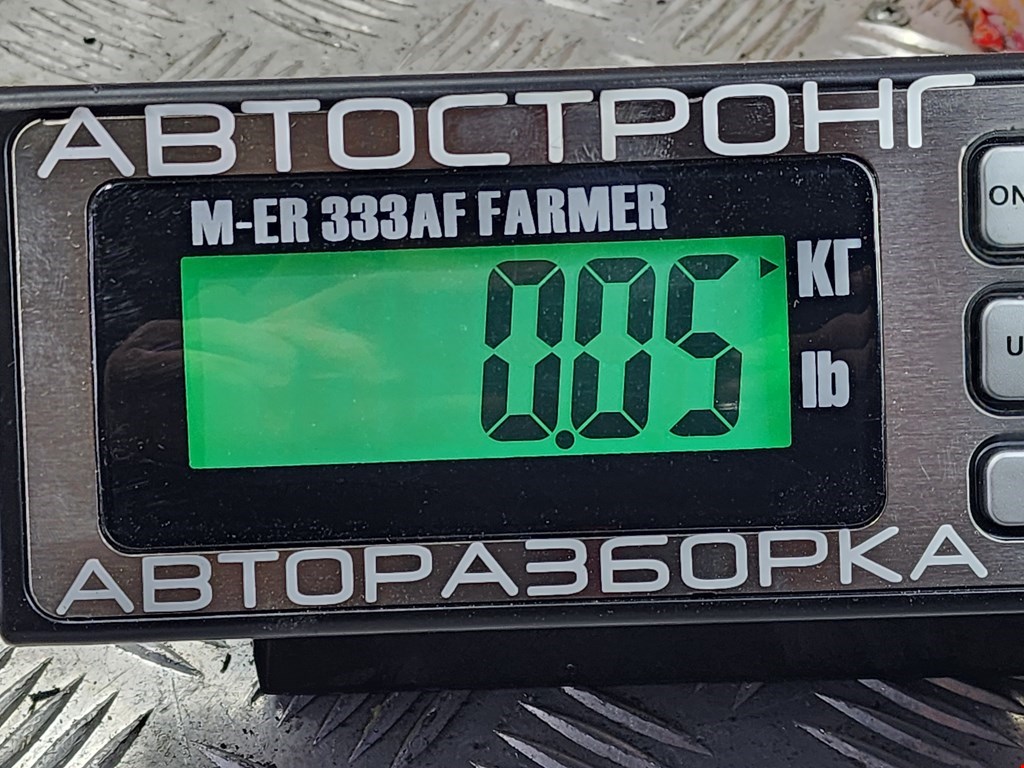 АВТОСТРОНГ
M-ER 333AF FARMER
0.05
КГ
lb
АВТОРАЗБОРКА